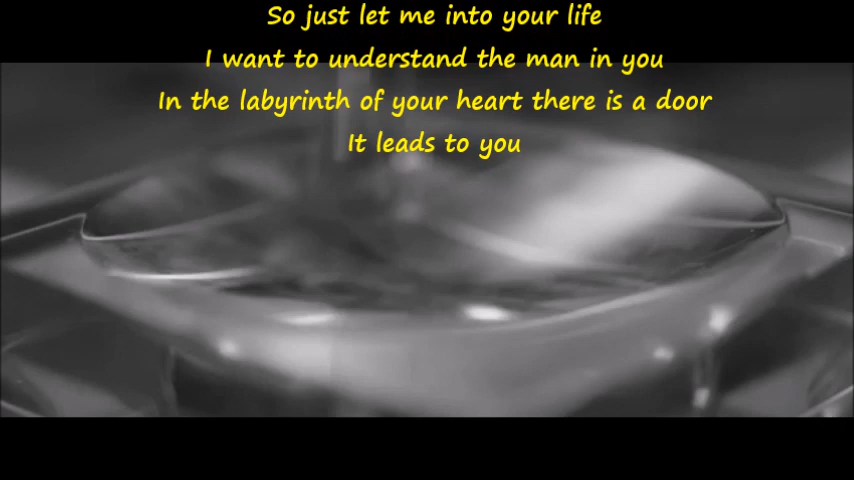 So just let me into your life
I want to understand the man in you
In the labyrinth of your heart there is a door
It leads to you